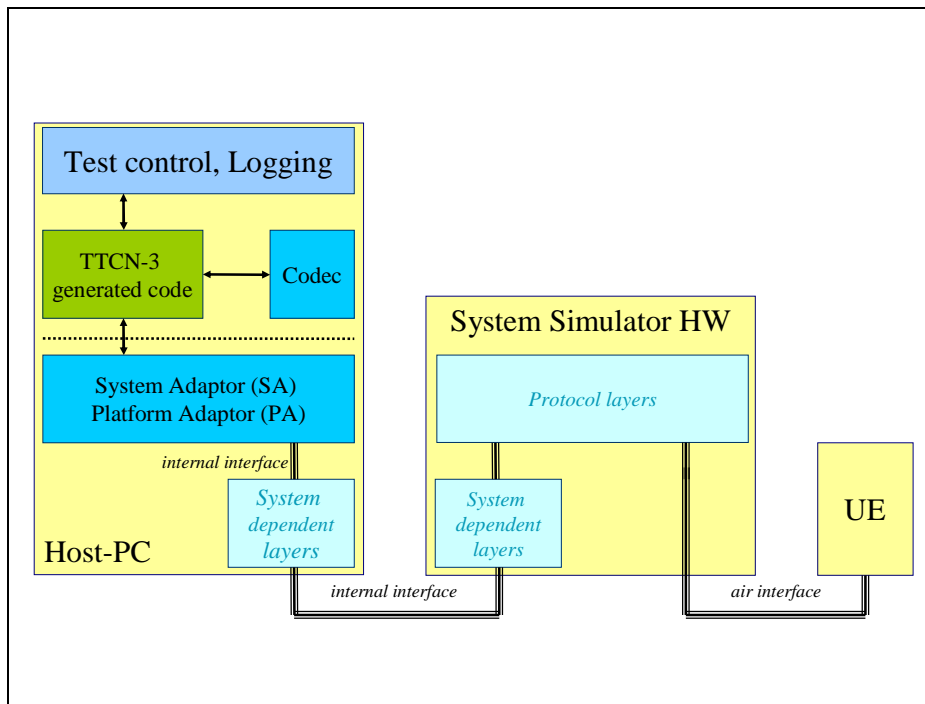 Test control, Logging
TTCN-3
generated code
Codec
System Adaptor (SA)
Platform Adaptor (PA)
internal interface
System
dependent
layers
Host-PC
internal interface
System Simulator HW
Protocol layers
System
dependent
layers
air interface
UE